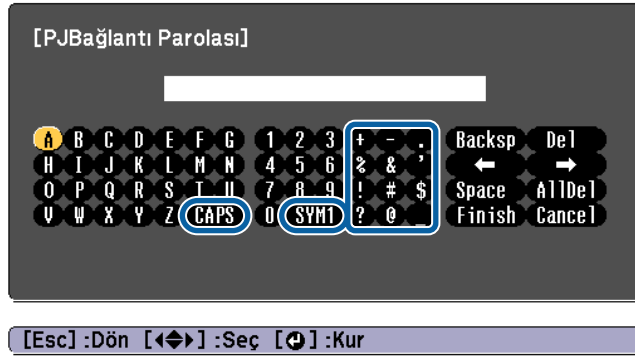 [PJBağlantı Parolası]
A B C D E F G 1 2 3 + - . Backsp Del
H I J K L M N 4 5 6 % & ' ← →
O P Q R S T U 7 8 9 ! # $ Space AllDel
V W X Y Z CAPS 0 SYM1 ? @ _ Finish Cancel
[Esc] :Dön [◀◆▶] :Seç [⏎] :Kur